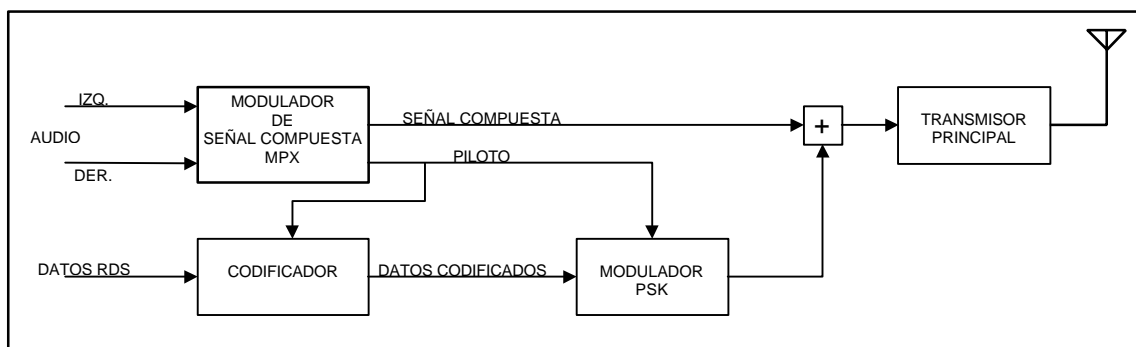 IZQ.
AUDIO
DER.
MODULADOR
DE
SEÑAL COMPUESTA
MPX
SEÑAL COMPUESTA
PILOTO
+
TRANSMISOR
PRINCIPAL
DATOS RDS
CODIFICADOR
DATOS CODIFICADOS
MODULADOR
PSK